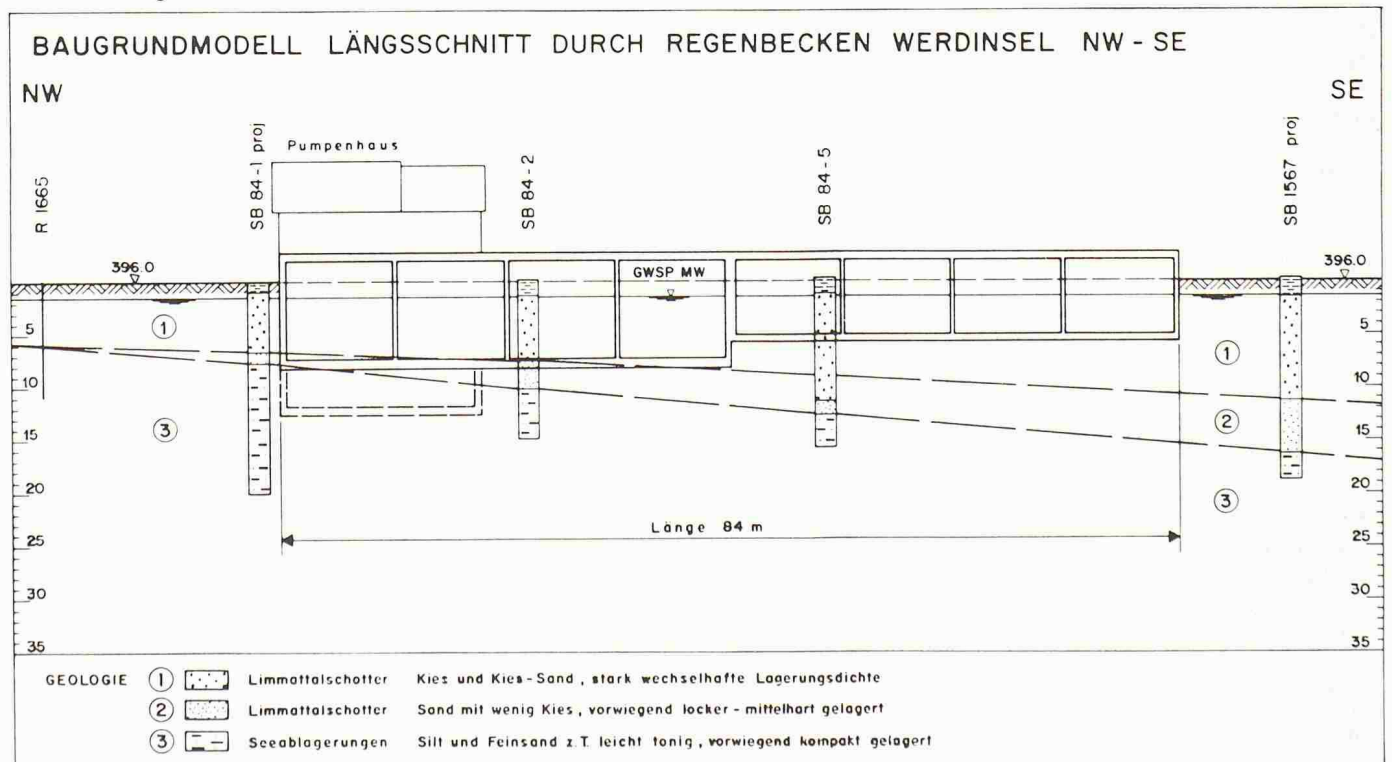 BAUGRUNDMODELL LÄNGSSCHNITT DURCH REGENBECKEN WERDINSEL NW - SE
NW
SE
R 1665
SB 84-1 proj
Pumpenhaus
SB 84-2
SB 84-5
SB 1567 proj
396.0
GWSP MW
396.0
1
5
5
1
10
10
3
2
15
15
20
20
3
Länge 84 m
25
25
30
30
35
35
GEOLOGIE 1 Limmattalschotter Kies und Kies-Sand, stark wechselhafte Lagerungsdichte
2 Limmattalschotter Sand mit wenig Kies, vorwiegend locker - mittelhart gelagert
3 Seeablagerungen Silt und Feinsand z.T. leicht tonig, vorwiegend kompakt gelagert